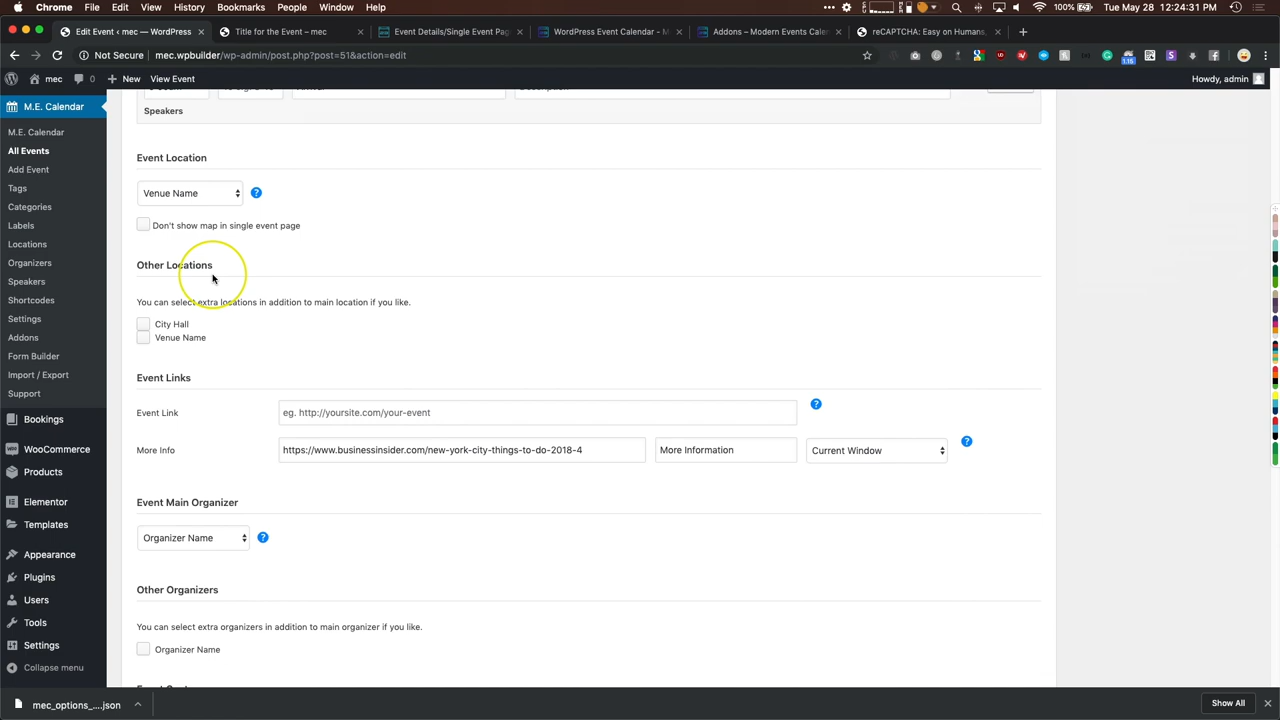 Chrome File Edit View History Bookmarks People Window Help 100% Tue May 28 12:24:31 PM
Edit Event ‹ mec — WordPress Title for the Event – mec Event Details/Single Event Pag WordPress Event Calendar - M Addons – Modern Events Cale reCAPTCHA: Easy on Humans,
Not Secure | mec.wpbuilder/wp-admin/post.php?post=51&action=edit 1.15
mec 0 New View Event Howdy, admin
M.E. Calendar
M.E. Calendar
All Events
Add Event
Tags
Categories
Labels
Locations
Organizers
Speakers
Shortcodes
Settings
Addons
Form Builder
Import / Export
Support
Bookings
WooCommerce
Products
Elementor
Templates
Appearance
Plugins
Users
Tools
Settings
Collapse menu
Speakers
Event Location
Venue Name ?
Don't show map in single event page
Other Locations
You can select extra locations in addition to main location if you like.
City Hall
Venue Name
Event Links
Event Link eg. http://yoursite.com/your-event ?
More Info https://www.businessinsider.com/new-york-city-things-to-do-2018-4 More Information Current Window ?
Event Main Organizer
Organizer Name ?
Other Organizers
You can select extra organizers in addition to main organizer if you like.
Organizer Name
mec_options_....json Show All